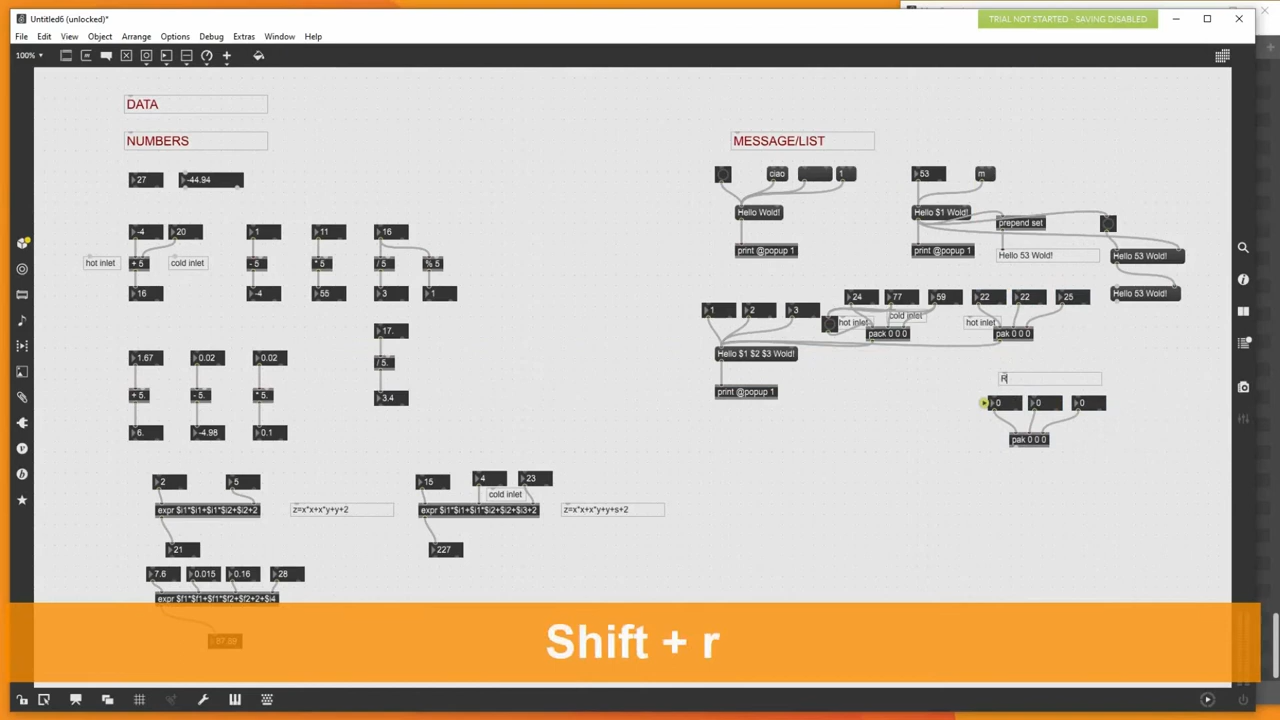 Untitled6 (unlocked)*
TRIAL NOT STARTED - SAVING DISABLED
File Edit View Object Arrange Options Debug Extras Window Help
100%
DATA
NUMBERS
MESSAGE/LIST
27 -44.94
ciao 1 53 m
Hello Wold! Hello $1 Wold! prepend set
-4 20 1 11 16
print @popup 1 print @popup 1 Hello 53 Wold! Hello 53 Wold!
hot inlet + 5 cold inlet - 5 * 5 / 5 % 5
16 -4 55 3 1
Hello 53 Wold!
24 77 59 22 22 25
1 2 3 hot inlet cold inlet hot inlet
17. pack 0 0 0 pak 0 0 0
1.67 0.02 0.02 / 5. Hello $1 $2 $3 Wold!
R
+ 5. - 5. * 5. 3.4 print @popup 1
0 0 0
6. -4.98 0.1 pak 0 0 0
2 5 15 4 23
cold inlet
expr $i1*$i1+$i1*$i2+$i2+2 z=x*x+x*y+y+2 expr $i1*$i1+$i1*$i2+$i2+$i3+2 z=x*x+x*y+y+s+2
21 227
7.6 0.015 0.16 28
expr $f1*$f1+$f1*$f2+$f2+2+$i4
37.99
Shift + r